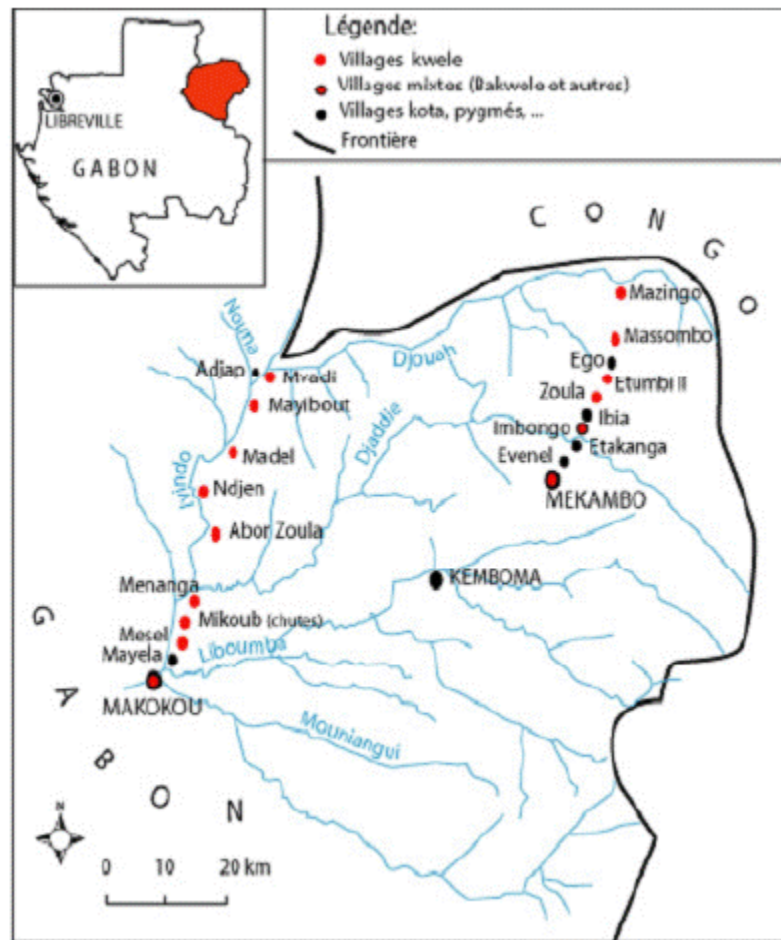 Légende:
Villages kwele
Villages mixtes (Bakwele et autres)
Villages kota, pygmés, ...
Frontière
LIBREVILLE
GABON
CONGO
Mazingo
Nouna
Massombo
Djouah
Ego
Adjap
Mvadi
Etumbi II
Zoula
Mayibout
Ibia
Djaddie
Imbongo
Etakanga
Madel
Evenel
Ivindo
Ndjen
MEKAMBO
Abor Zoula
KEMBOMA
Menanga
Mikoub (chutes)
Mesel
Liboumba
Mayela
MAKOKOU
Mouniangui
GABON
N
0 10 20 km